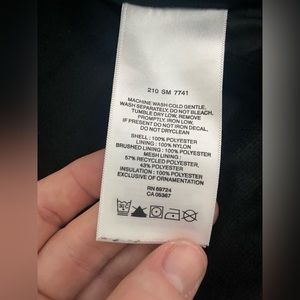 210 SM 7741
MACHINE WASH COLD GENTLE,
WASH SEPARATELY, DO NOT BLEACH,
TUMBLE DRY LOW, REMOVE
PROMPTLY, IRON LOW,
IF PRESENT DO NOT IRON DECAL,
DO NOT DRYCLEAN
SHELL : 100% POLYESTER
LINING : 100% NYLON
BRUSHED LINING : 100% POLYESTER
MESH LINING :
57% RECYCLED POLYESTER,
43% POLYESTER
INSULATION : 100% POLYESTER
EXCLUSIVE OF ORNAMENTATION
RN 69724
CA 05367